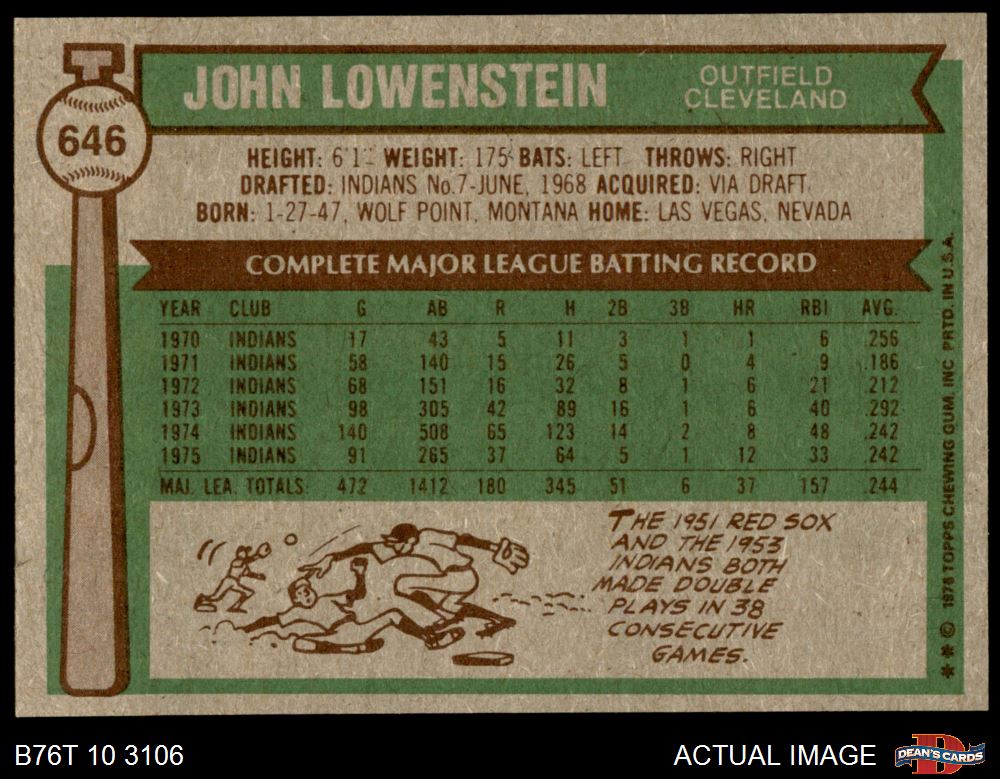 646
JOHN LOWENSTEIN
OUTFIELD
CLEVELAND
HEIGHT: 6'1" WEIGHT: 175 BATS: LEFT THROWS: RIGHT
DRAFTED: INDIANS No.7-JUNE, 1968 ACQUIRED: VIA DRAFT
BORN: 1-27-47, WOLF POINT, MONTANA HOME: LAS VEGAS, NEVADA
COMPLETE MAJOR LEAGUE BATTING RECORD
YEAR CLUB G AB R H 2B 3B HR RBI AVG.
1970 INDIANS 17 43 5 11 3 1 1 6 .256
1971 INDIANS 58 140 15 26 5 0 4 9 .186
1972 INDIANS 68 151 16 32 8 1 6 21 .212
1973 INDIANS 98 305 42 89 16 1 6 40 .292
1974 INDIANS 140 508 65 123 14 2 8 48 .242
1975 INDIANS 91 265 37 64 5 1 12 33 .242
MAJ. LEA. TOTALS 472 1412 180 345 51 6 37 157 .244
THE 1951 RED SOX
AND THE 1953
INDIANS BOTH
MADE DOUBLE
PLAYS IN 38
CONSECUTIVE
GAMES.
** © 1976 TOPPS CHEWING GUM, INC. PRTD. IN U.S.A.
B76T 10 3106
ACTUAL IMAGE
D
DEAN'S CARDS